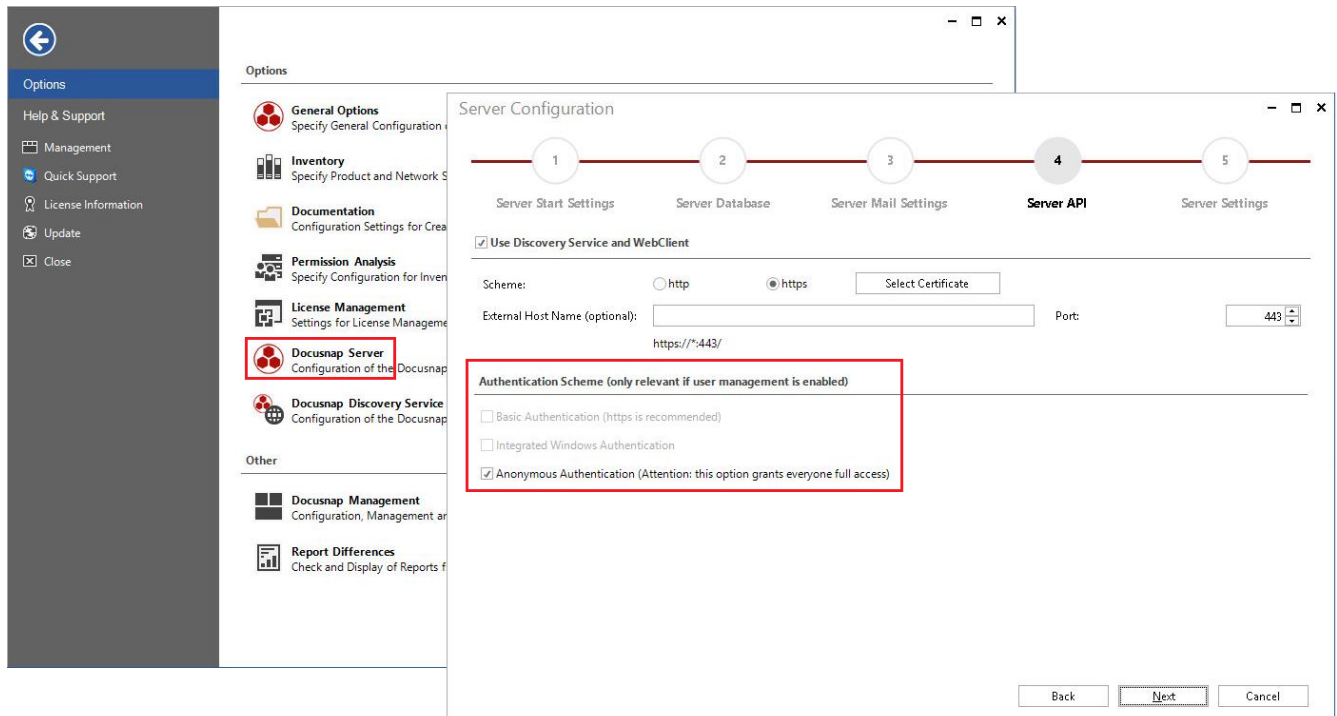 Options
Help & Support
Management
Quick Support
License Information
Update
Close
Options
General Options
Specify General Configuration
Inventory
Specify Product and Network S
Documentation
Configuration Settings for Crea
Permission Analysis
Specify Configuration for Inven
License Management
Settings for License Manageme
Docusnap Server
Configuration of the Docusnap
Docusnap Discovery Service
Configuration of the Docusnap
Other
Docusnap Management
Configuration, Management ar
Report Differences
Check and Display of Reports f
Server Configuration
1 2 3 4 5
Server Start Settings Server Database Server Mail Settings Server API Server Settings
Use Discovery Service and WebClient
Scheme: http https Select Certificate
External Host Name (optional): Port: 443
https://*:443/
Authentication Scheme (only relevant if user management is enabled)
Basic Authentication (https is recommended)
Integrated Windows Authentication
Anonymous Authentication (Attention: this option grants everyone full access)
Back Next Cancel